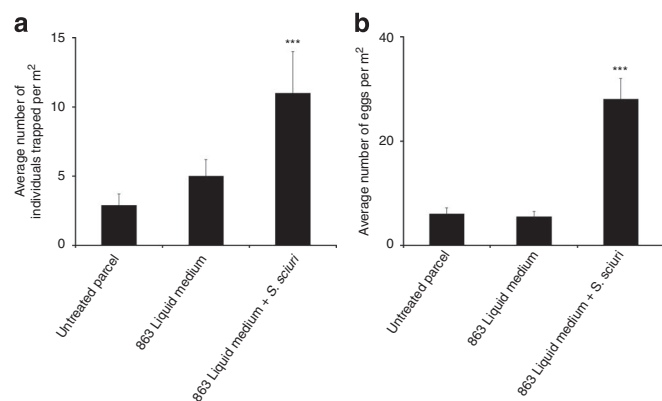 a
Average number of
individuals trapped per m²
15
10
5
0
***
Untreated parcel
863 Liquid medium
863 Liquid medium + S. sciuri
b
Average number of eggs per m²
40
20
0
***
Untreated parcel
863 Liquid medium
863 Liquid medium + S. sciuri